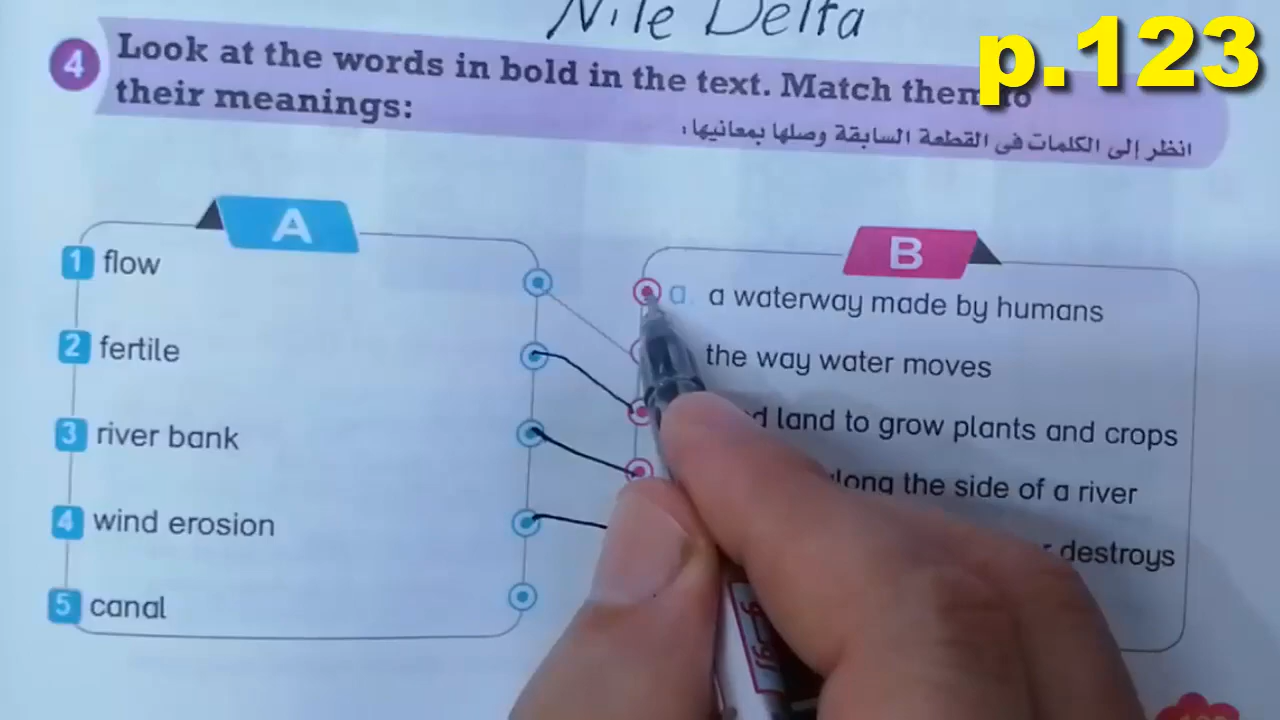 Nile Delta
p.123
4 Look at the words in bold in the text. Match them to
their meanings:
انظر إلى الكلمات فى القطعة السابقة وصلها بمعانيها:
A
1 flow
2 fertile
3 river bank
4 wind erosion
5 canal
B
a. a waterway made by humans
the way water moves
land to grow plants and crops
along the side of a river
destroys